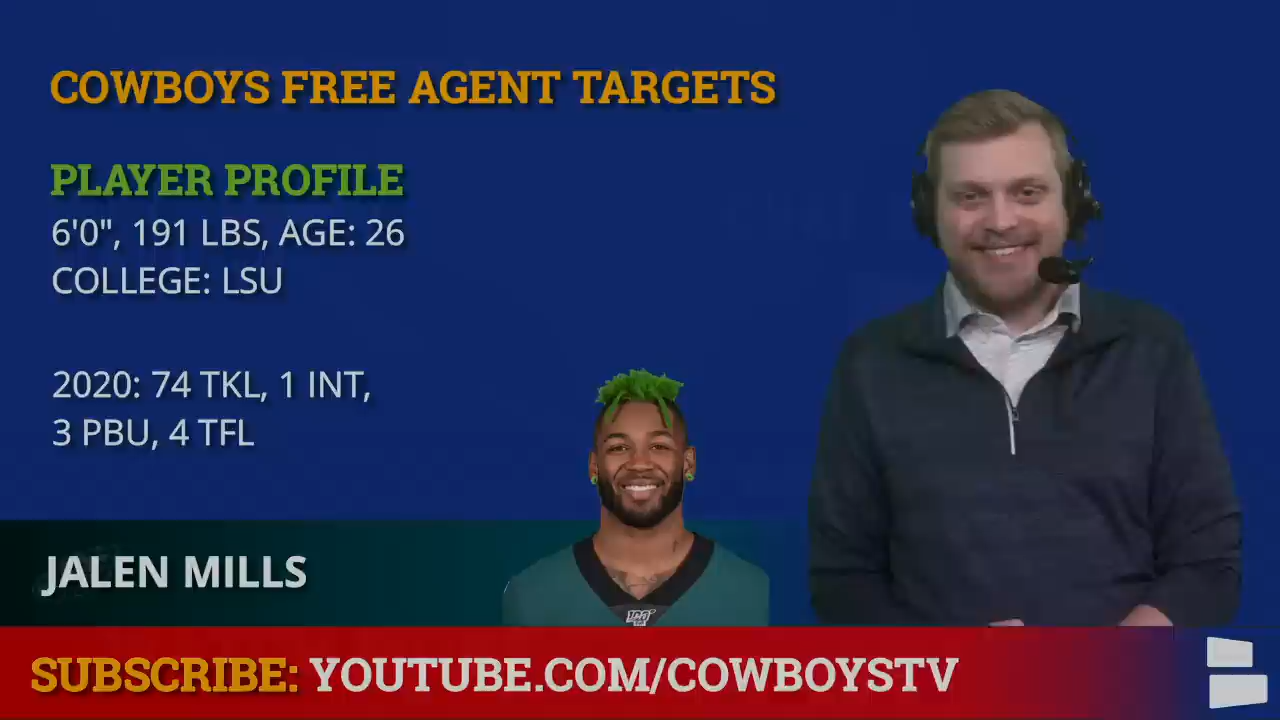 COWBOYS FREE AGENT TARGETS
PLAYER PROFILE
6'0", 191 LBS, AGE: 26
COLLEGE: LSU
2020: 74 TKL, 1 INT,
3 PBU, 4 TFL
JALEN MILLS
SUBSCRIBE: YOUTUBE.COM/COWBOYSTV